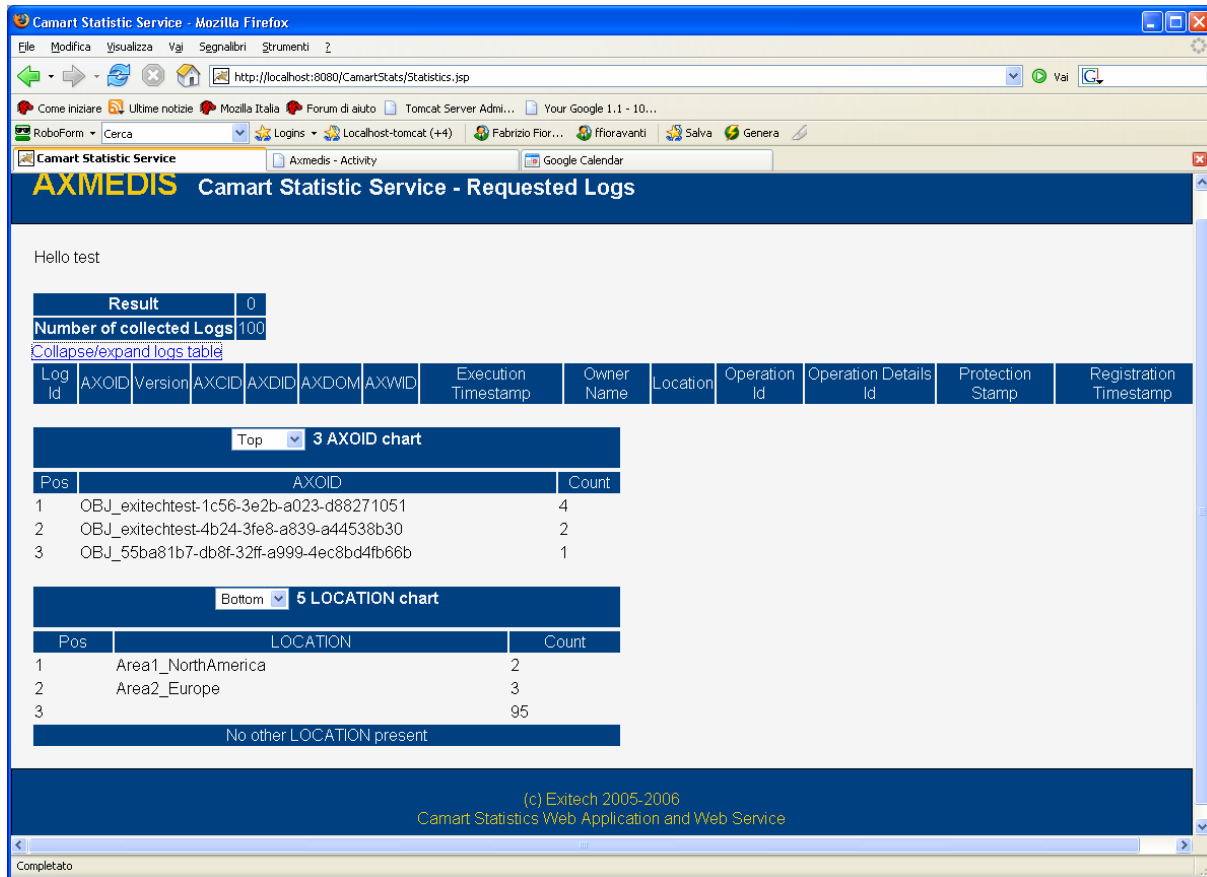 Camart Statistic Service - Mozilla Firefox
File Modifica Visualizza Vai Segnalibri Strumenti ?
http://localhost:8080/CamartStats/Statistics.jsp Vai G
Come iniziare Ultime notizie Mozilla Italia Forum di aiuto Tomcat Server Admi... Your Google 1.1 - 10...
RoboForm Cerca Logins Localhost-tomcat (+4) Fabrizio Fior... ffioravanti Salva Genera
Camart Statistic Service Axmedis - Activity Google Calendar
AXMEDIS Camart Statistic Service - Requested Logs
Hello test
Result 0
Number of collected Logs 100
Collapse/expand logs table
Log Id AXOID Version AXCID AXDID AXDOM AXWID Execution Timestamp Owner Name Location Operation Id Operation Details Id Protection Stamp Registration Timestamp
Top 3 AXOID chart
Pos AXOID Count
1 OBJ_exitechtest-1c56-3e2b-a023-d88271051 4
2 OBJ_exitechtest-4b24-3fe8-a839-a44538b30 2
3 OBJ_55ba81b7-db8f-32ff-a999-4ec8bd4fb66b 1
Bottom 5 LOCATION chart
Pos LOCATION Count
1 Area1_NorthAmerica 2
2 Area2_Europe 3
3 95
No other LOCATION present
(c) Exitech 2005-2006
Camart Statistics Web Application and Web Service
Completato